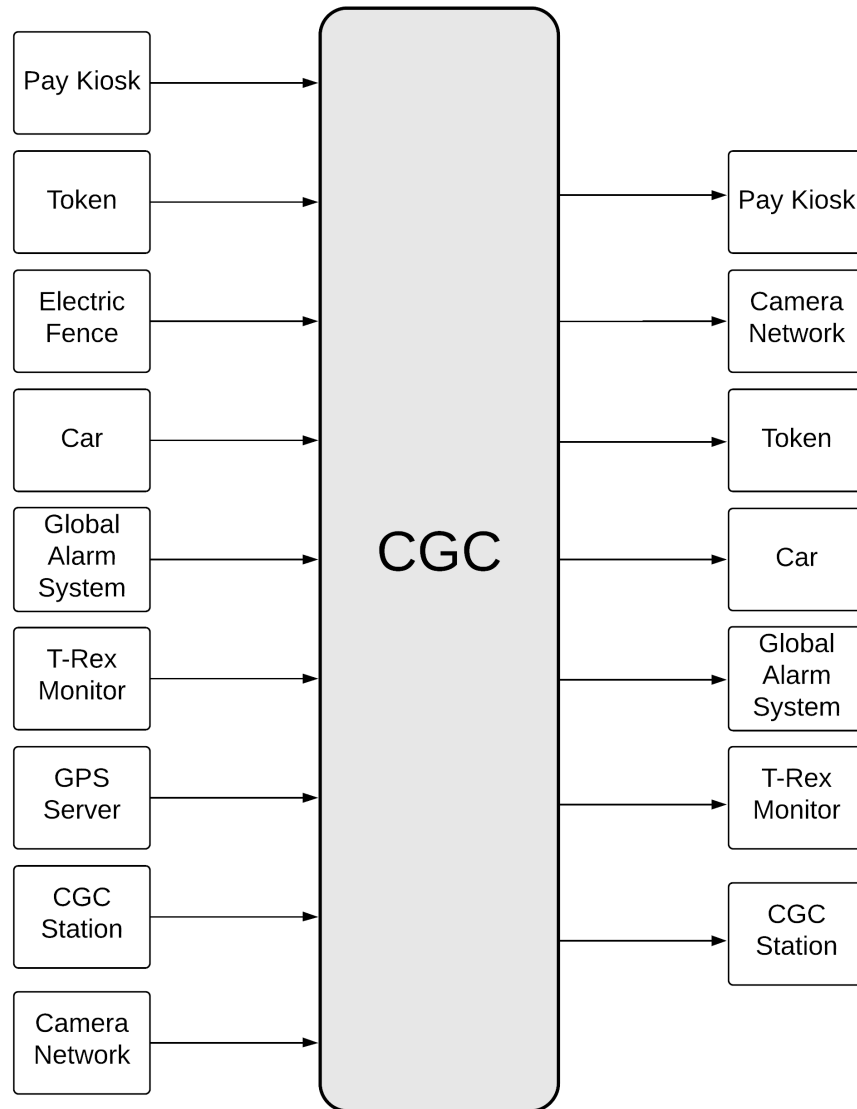 Pay Kiosk
Token
Electric
Fence
Car
Global
Alarm
System
T-Rex
Monitor
GPS
Server
CGC
Station
Camera
Network
CGC
Pay Kiosk
Camera
Network
Token
Car
Global
Alarm
System
T-Rex
Monitor
CGC
Station